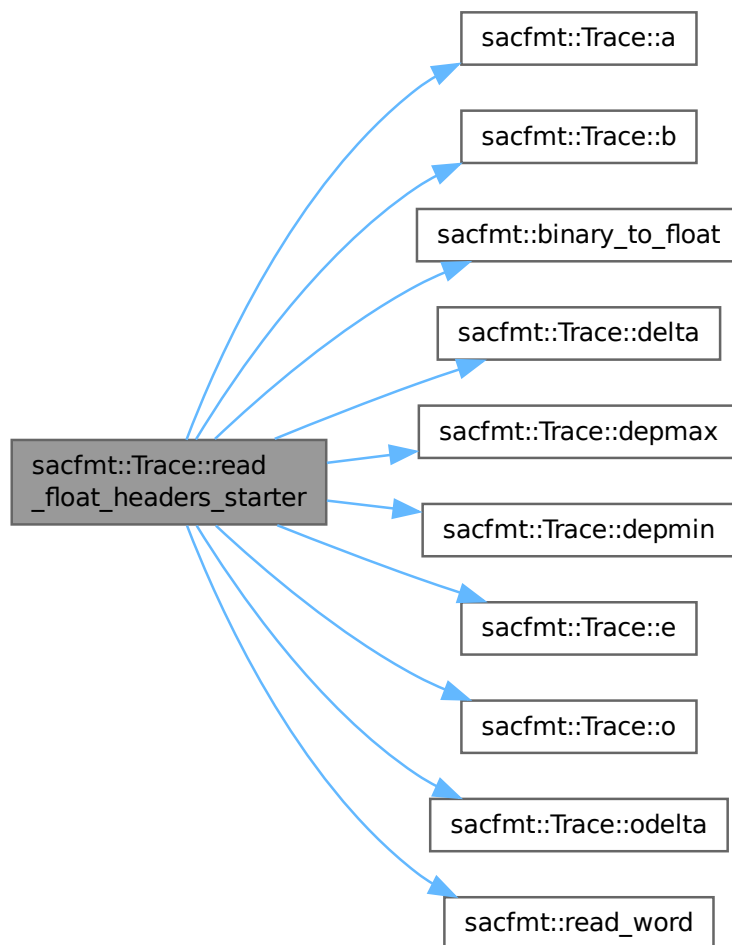 sacfmt::Trace::a
sacfmt::Trace::b
sacfmt::binary_to_float
sacfmt::Trace::delta
sacfmt::Trace::depmax
sacfmt::Trace::read
_float_headers_starter
sacfmt::Trace::depmin
sacfmt::Trace::e
sacfmt::Trace::o
sacfmt::Trace::odelta
sacfmt::read_word